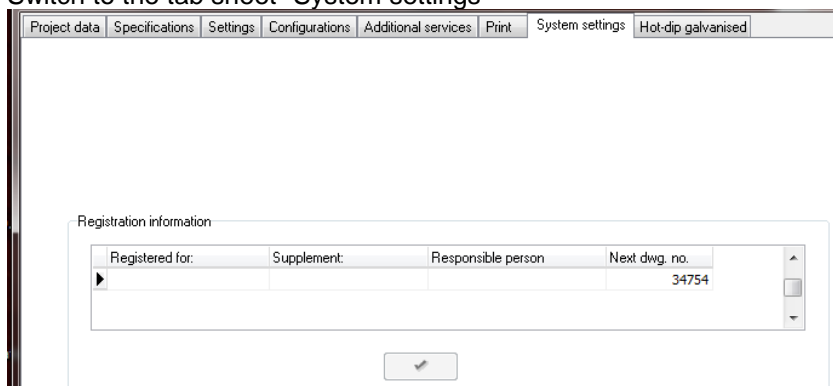 Switch to the tab sheet "System settings"
Project data Specifications Settings Configurations Additional services Print System settings Hot-dip galvanised
Registration information
Registered for: Supplement: Responsible person Next dwg. no.
34754